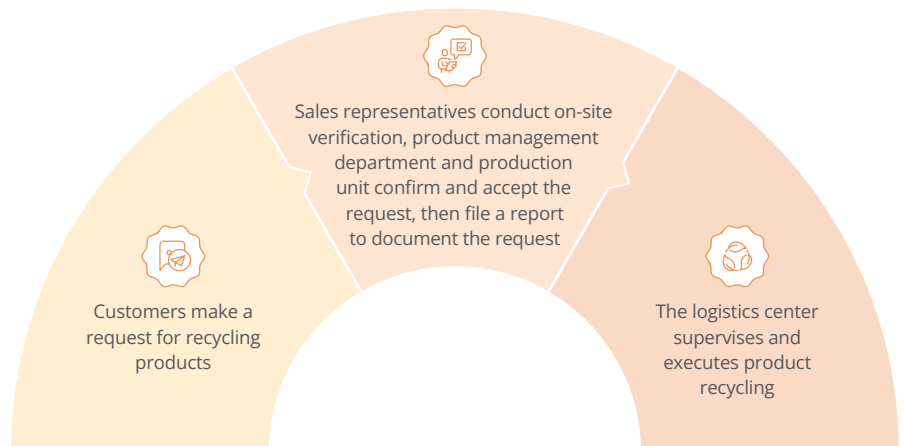 Sales representatives conduct on-site
verification, product management
department and production
unit confirm and accept the
request, then file a report
to document the request
Customers make a
request for recycling
products
The logistics center
supervises and
executes product
recycling